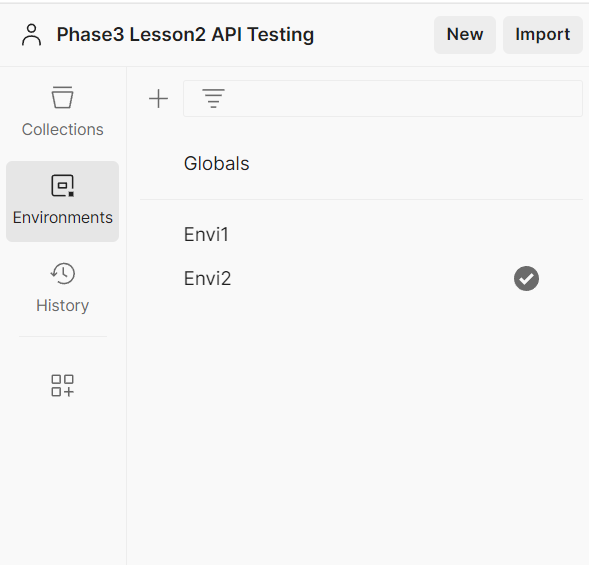 Phase3 Lesson2 API Testing
New
Import
Collections
Environments
History
Globals
Envi1
Envi2